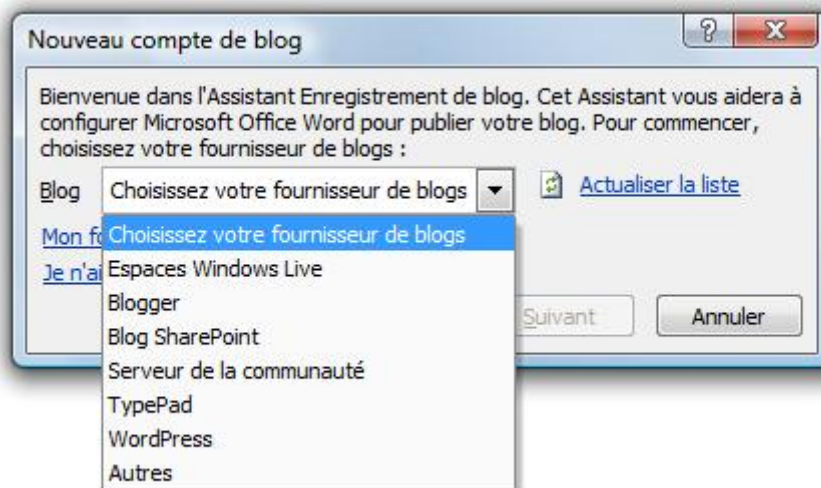 Nouveau compte de blog
?
Bienvenue dans l'Assistant Enregistrement de blog. Cet Assistant vous aidera à
configurer Microsoft Office Word pour publier votre blog. Pour commencer,
choisissez votre fournisseur de blogs :
Blog Choisissez votre fournisseur de blogs Actualiser la liste
Mon
Choisissez votre fournisseur de blogs
Je n'ai
Espaces Windows Live
Blogger
Blog SharePoint
Serveur de la communauté
TypePad
WordPress
Autres
Suivant Annuler